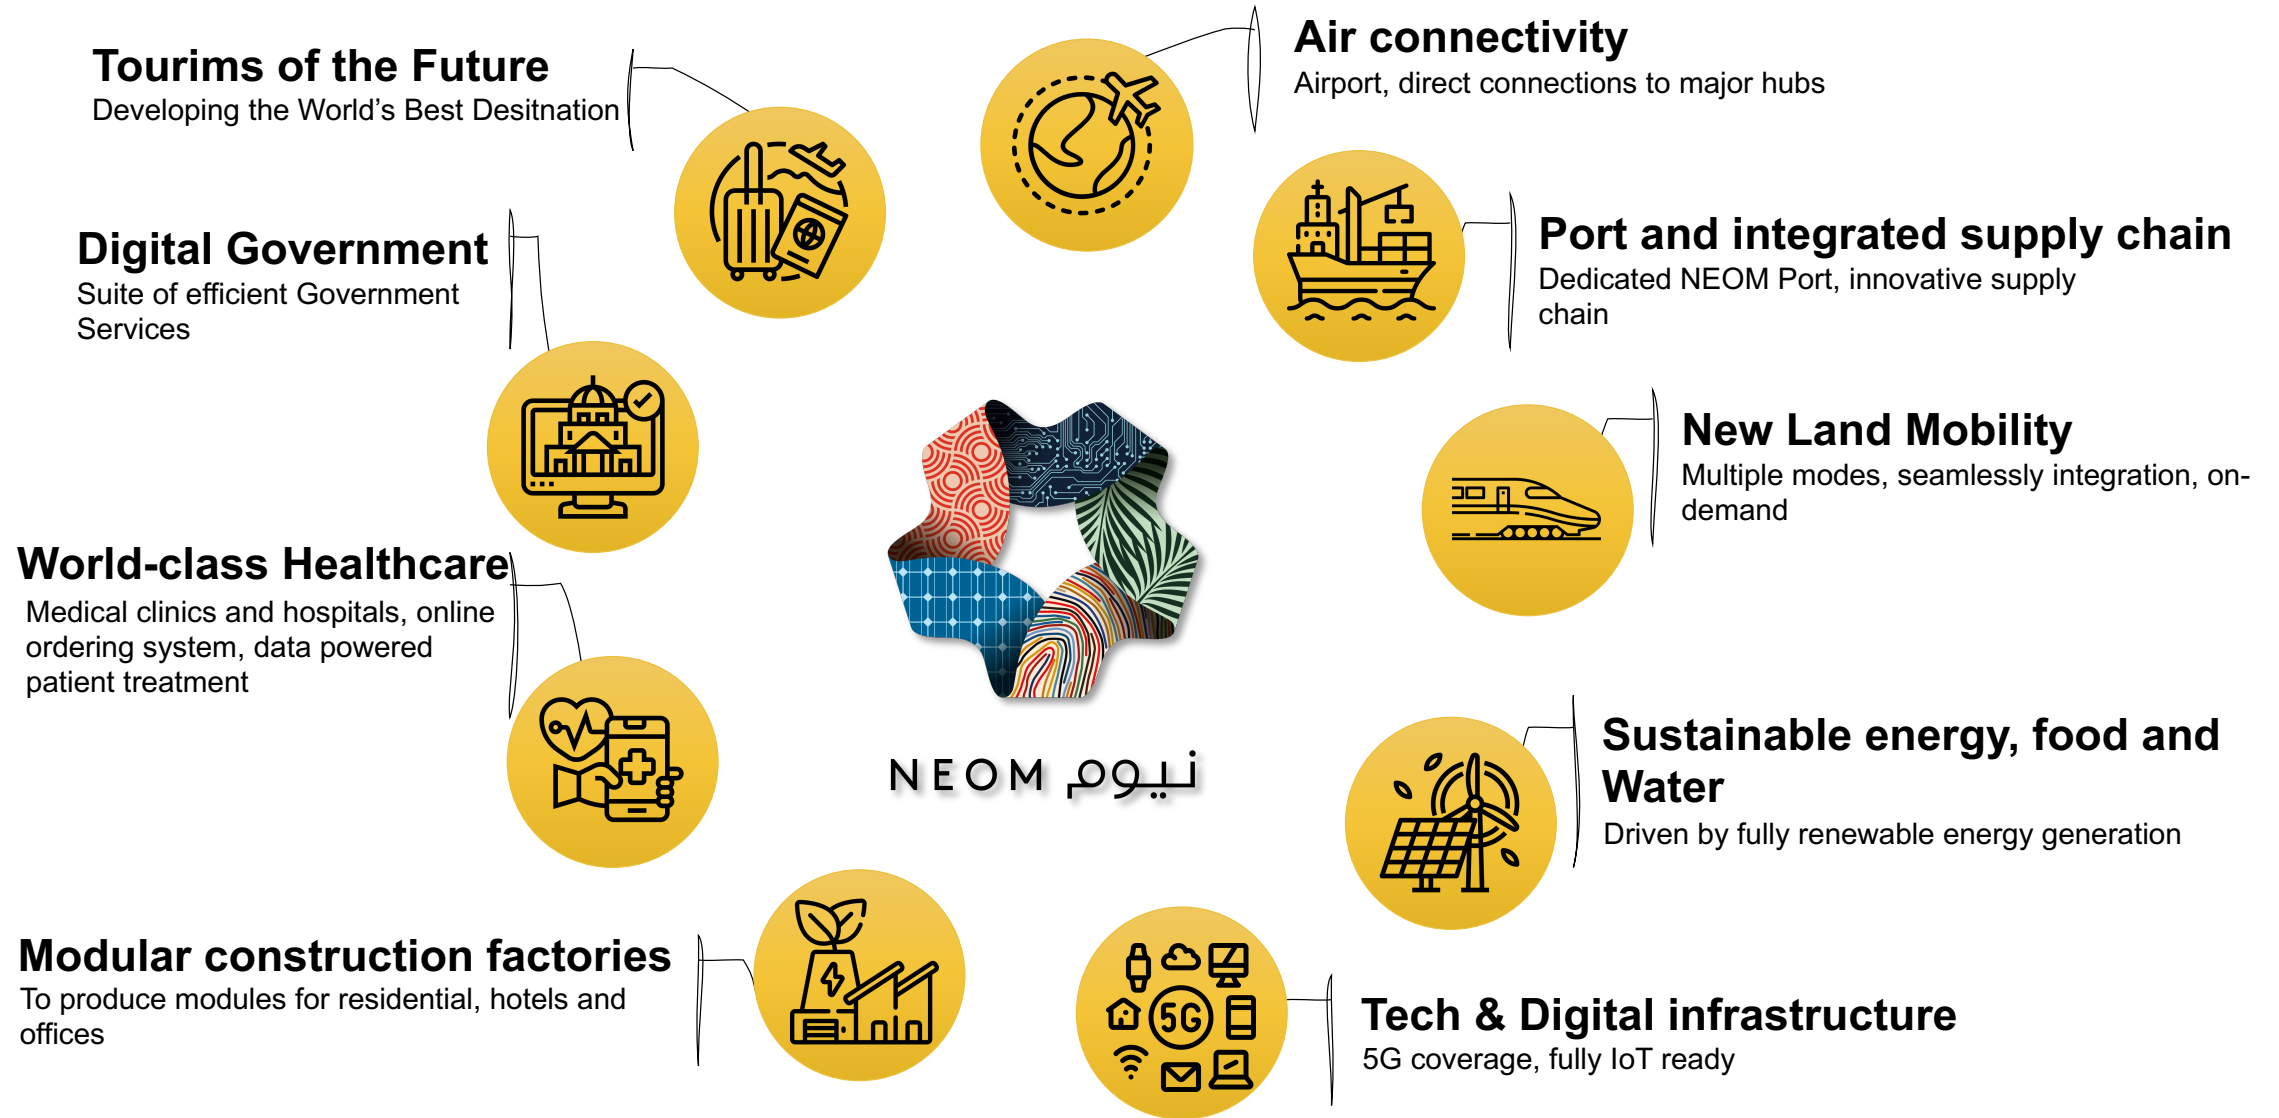 Tourims of the Future
Developing the World's Best Desitnation
Air connectivity
Airport, direct connections to major hubs
Digital Government
Suite of efficient Government
Services
Port and integrated supply chain
Dedicated NEOM Port, innovative supply
chain
New Land Mobility
Multiple modes, seamlessly integration, on-
demand
World-class Healthcare
Medical clinics and hospitals, online
ordering system, data powered
patient treatment
NEOM نيوم
Sustainable energy, food and
Water
Driven by fully renewable energy generation
Modular construction factories
To produce modules for residential, hotels and
offices
5G
Tech & Digital infrastructure
5G coverage, fully IoT ready